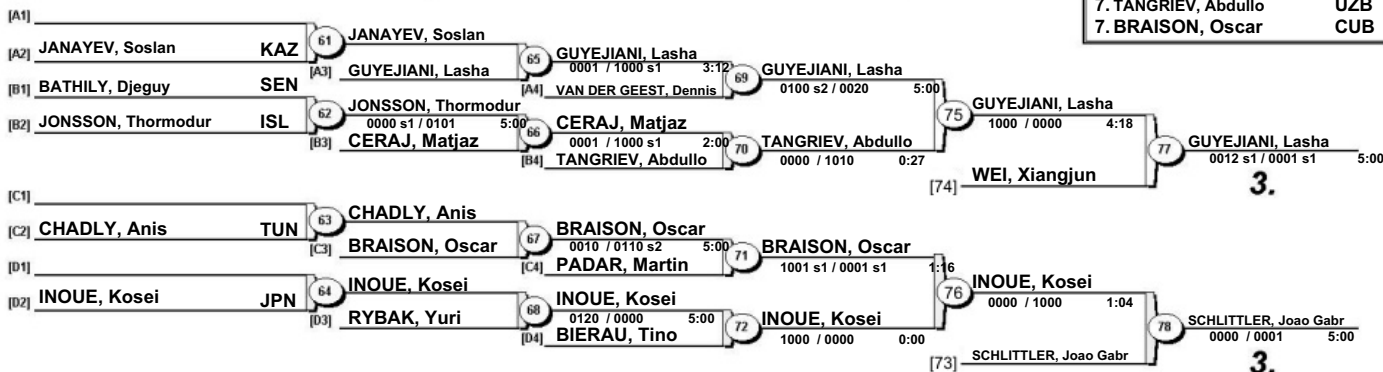 7. TANGRIEV, Abdullo UZB
7. BRAISON, Oscar CUB
[A1]
[A2] JANAYEV, Soslan KAZ
61 JANAYEV, Soslan
[A3] GUYEJIANI, Lasha
[B1] BATHILY, Djeguy SEN
[B2] JONSSON, Thormodur ISL
62 JONSSON, Thormodur
0000 s1 / 0101 5:00
[B3] CERAJ, Matjaz
65 GUYEJIANI, Lasha
0001 / 1000 s1 3:12
[A4] VAN DER GEEST, Dennis
66 CERAJ, Matjaz
0001 / 1000 s1 2:00
[B4] TANGRIEV, Abdullo
69 GUYEJIANI, Lasha
0100 s2 / 0020 5:00
70 TANGRIEV, Abdullo
0000 / 1010 0:27
75 GUYEJIANI, Lasha
1000 / 0000 4:18
[74] WEI, Xiangjun
77 GUYEJIANI, Lasha
0012 s1 / 0001 s1 5:00
3.
[C1]
[C2] CHADLY, Anis TUN
63 CHADLY, Anis
[C3] BRAISON, Oscar
[D1]
[D2] INOUE, Kosei JPN
64 INOUE, Kosei
[D3] RYBAK, Yuri
67 BRAISON, Oscar
0010 / 0110 s2 5:00
[C4] PADAR, Martin
68 INOUE, Kosei
0120 / 0000 5:00
[D4] BIERAU, Tino
71 BRAISON, Oscar
1001 s1 / 0001 s1 1:16
72 INOUE, Kosei
1000 / 0000 0:00
76 INOUE, Kosei
0000 / 1000 1:04
[73] SCHLITTLER, Joao Gabr
78 SCHLITTLER, Joao Gabr
0000 / 0001 5:00
3.